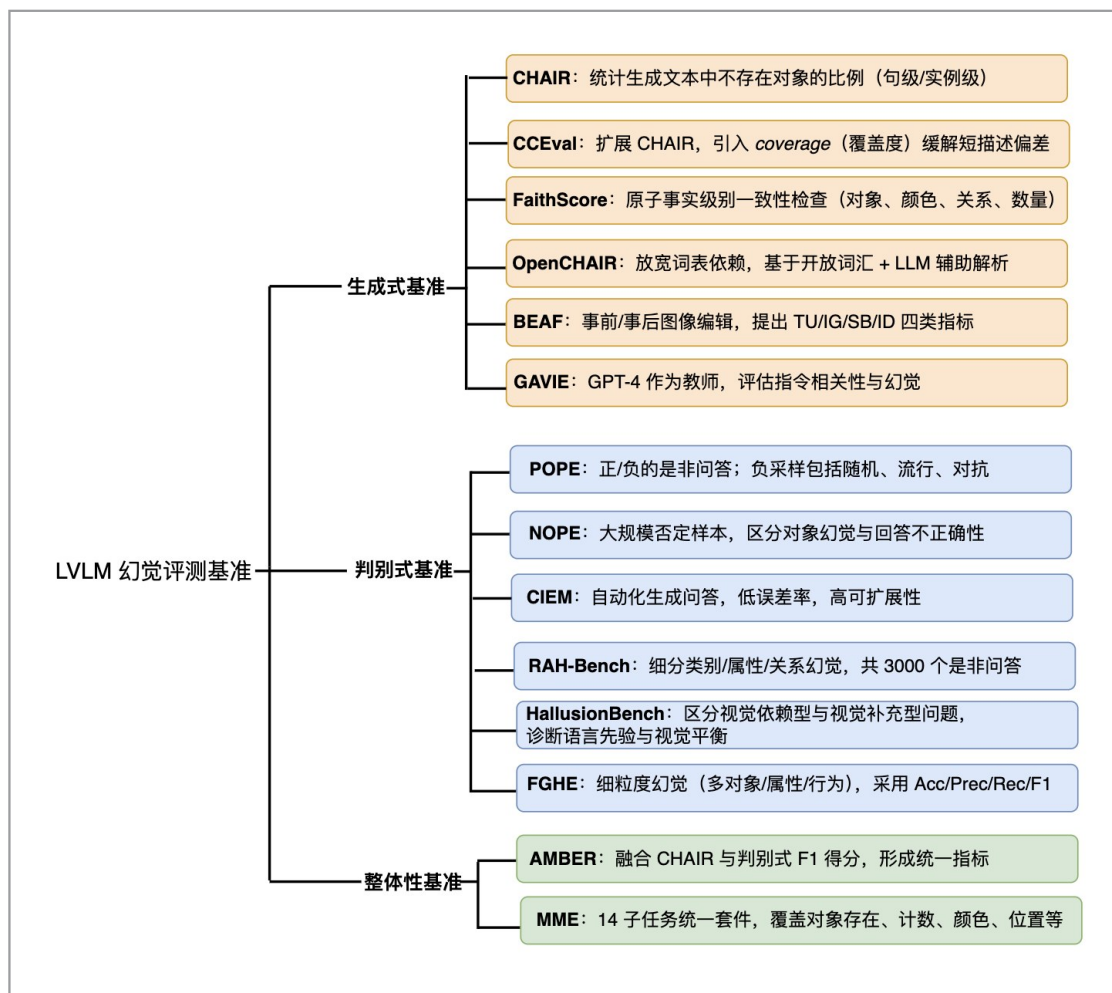 CHAIR：统计生成文本中不存在对象的比例（句级/实例级）
CCEval：扩展 CHAIR，引入 coverage（覆盖度）缓解短描述偏差
FaithScore：原子事实级别一致性检查（对象、颜色、关系、数量）
OpenCHAIR：放宽词表依赖，基于开放词汇 + LLM 辅助解析
生成式基准
BEAF：事前/事后图像编辑，提出 TU/IG/SB/ID 四类指标
GAVIE：GPT-4 作为教师，评估指令相关性与幻觉
POPE：正/负的是非问答；负采样包括随机、流行、对抗
NOPE：大规模否定样本，区分对象幻觉与回答不正确性
LVLM 幻觉评测基准
判别式基准
CIEM：自动化生成问答，低误差率，高可扩展性
RAH-Bench：细分类别/属性/关系幻觉，共 3000 个是非问答
HallusionBench：区分视觉依赖型与视觉补充型问题，
诊断语言先验与视觉平衡
FGHE：细粒度幻觉（多对象/属性/行为），采用 Acc/Prec/Rec/F1
AMBER：融合 CHAIR 与判别式 F1 得分，形成统一指标
整体性基准
MME：14 子任务统一套件，覆盖对象存在、计数、颜色、位置等